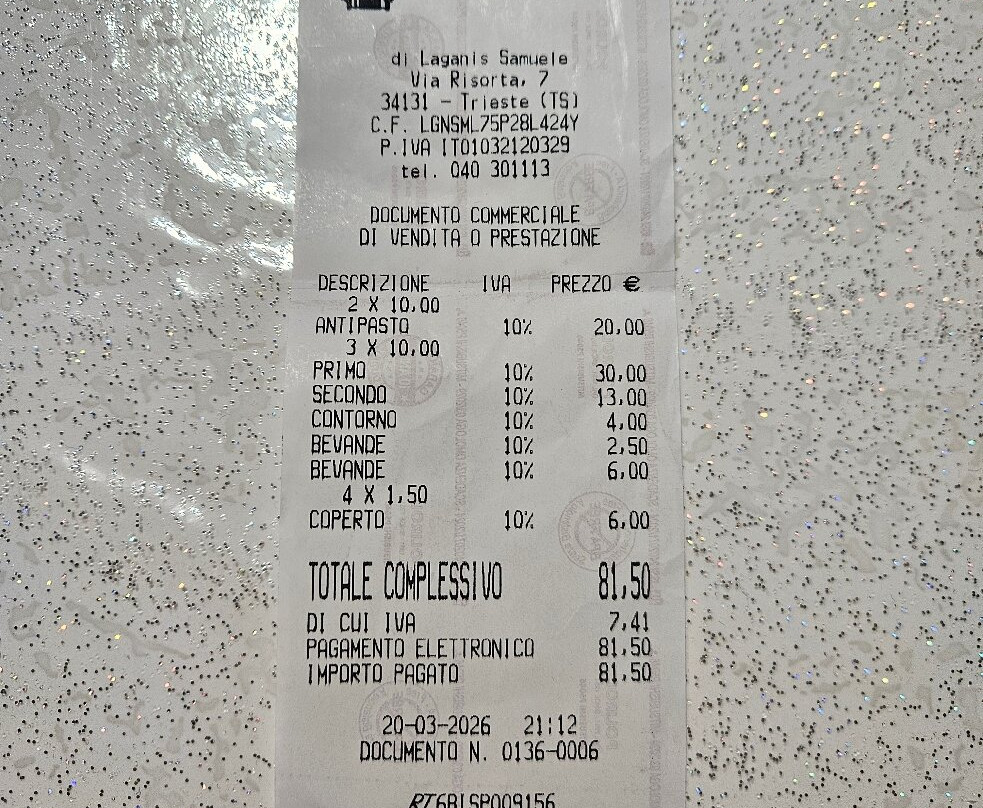 di Laganis Samuele
Via Risorta, 7
34131 - Trieste (TS)
C.F. LGNSML75P28L424Y
P.IVA IT01032120329
tel. 040 301113
DOCUMENTO COMMERCIALE
DI VENDITA O PRESTAZIONE
DESCRIZIONE IVA PREZZO €
2 X 10,00
ANTIPASTO 10% 20,00
3 X 10,00
PRIMO 10% 30,00
SECONDO 10% 13,00
CONTORNO 10% 4,00
BEVANDE 10% 2,50
BEVANDE 10% 6,00
4 X 1,50
COPERTO 10% 6,00
TOTALE COMPLESSIVO 81,50
DI CUI IVA 7,41
PAGAMENTO ELETTRONICO 81,50
IMPORTO PAGATO 81,50
20-03-2026 21:12
DOCUMENTO N. 0136-0006